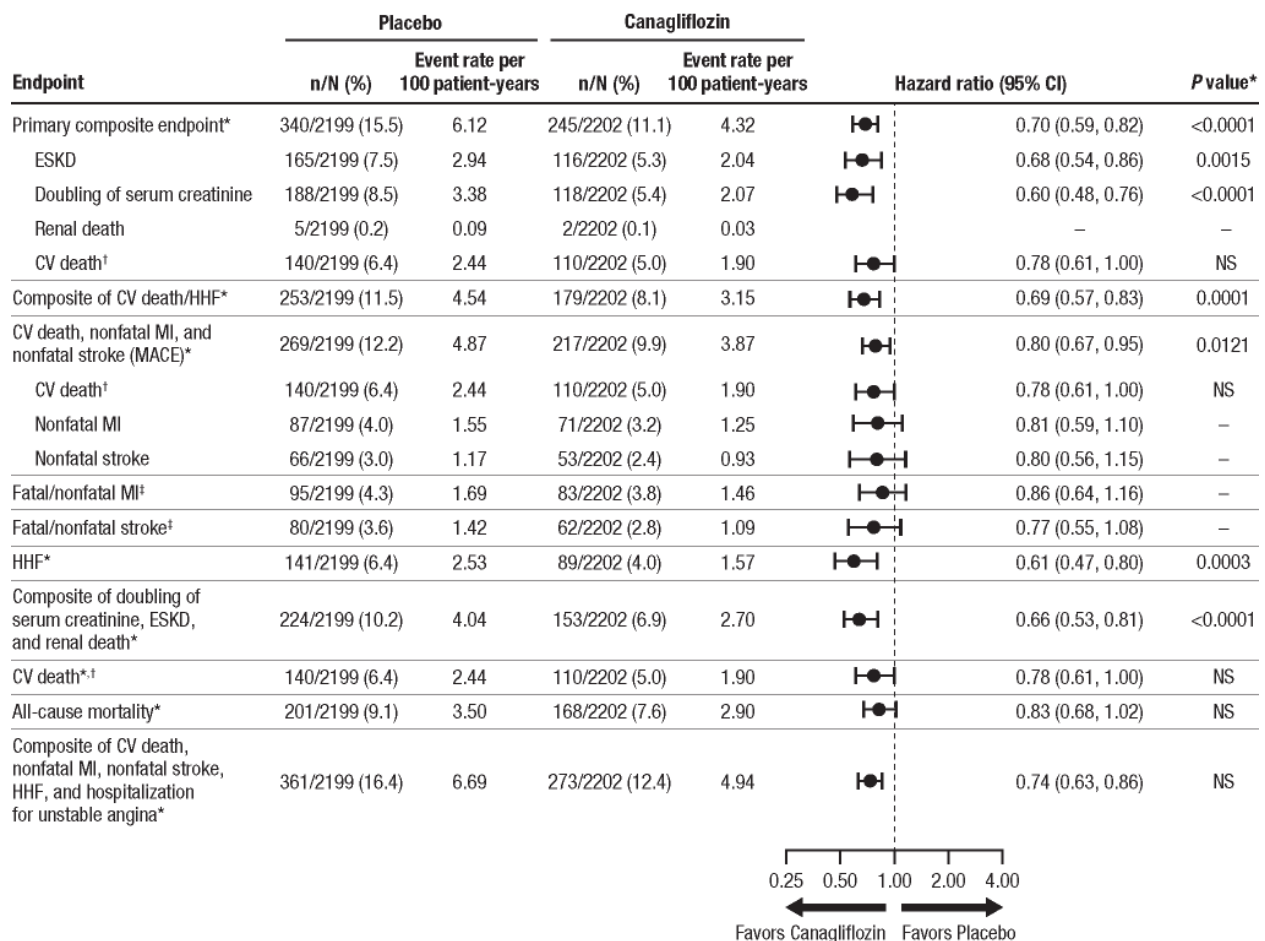 Placebo Canagliflozin
Endpoint n/N (%) Event rate per 100 patient-years n/N (%) Event rate per 100 patient-years Hazard ratio (95% CI) P value*
Primary composite endpoint* 340/2199 (15.5) 6.12 245/2202 (11.1) 4.32 0.70 (0.59, 0.82) <0.0001
ESKD 165/2199 (7.5) 2.94 116/2202 (5.3) 2.04 0.68 (0.54, 0.86) 0.0015
Doubling of serum creatinine 188/2199 (8.5) 3.38 118/2202 (5.4) 2.07 0.60 (0.48, 0.76) <0.0001
Renal death 5/2199 (0.2) 0.09 2/2202 (0.1) 0.03 – –
CV death† 140/2199 (6.4) 2.44 110/2202 (5.0) 1.90 0.78 (0.61, 1.00) NS
Composite of CV death/HHF* 253/2199 (11.5) 4.54 179/2202 (8.1) 3.15 0.69 (0.57, 0.83) 0.0001
CV death, nonfatal MI, and
nonfatal stroke (MACE)* 269/2199 (12.2) 4.87 217/2202 (9.9) 3.87 0.80 (0.67, 0.95) 0.0121
CV death† 140/2199 (6.4) 2.44 110/2202 (5.0) 1.90 0.78 (0.61, 1.00) NS
Nonfatal MI 87/2199 (4.0) 1.55 71/2202 (3.2) 1.25 0.81 (0.59, 1.10) –
Nonfatal stroke 66/2199 (3.0) 1.17 53/2202 (2.4) 0.93 0.80 (0.56, 1.15) –
Fatal/nonfatal MI‡ 95/2199 (4.3) 1.69 83/2202 (3.8) 1.46 0.86 (0.64, 1.16) –
Fatal/nonfatal stroke‡ 80/2199 (3.6) 1.42 62/2202 (2.8) 1.09 0.77 (0.55, 1.08) –
HHF* 141/2199 (6.4) 2.53 89/2202 (4.0) 1.57 0.61 (0.47, 0.80) 0.0003
Composite of doubling of
serum creatinine, ESKD, 224/2199 (10.2) 4.04 153/2202 (6.9) 2.70 0.66 (0.53, 0.81) <0.0001
and renal death*
CV death*,† 140/2199 (6.4) 2.44 110/2202 (5.0) 1.90 0.78 (0.61, 1.00) NS
All-cause mortality* 201/2199 (9.1) 3.50 168/2202 (7.6) 2.90 0.83 (0.68, 1.02) NS
Composite of CV death,
nonfatal MI, nonfatal stroke,
HHF, and hospitalization 361/2199 (16.4) 6.69 273/2202 (12.4) 4.94 0.74 (0.63, 0.86) NS
for unstable angina*
0.25 0.50 1.00 2.00 4.00
Favors Canagliflozin Favors Placebo